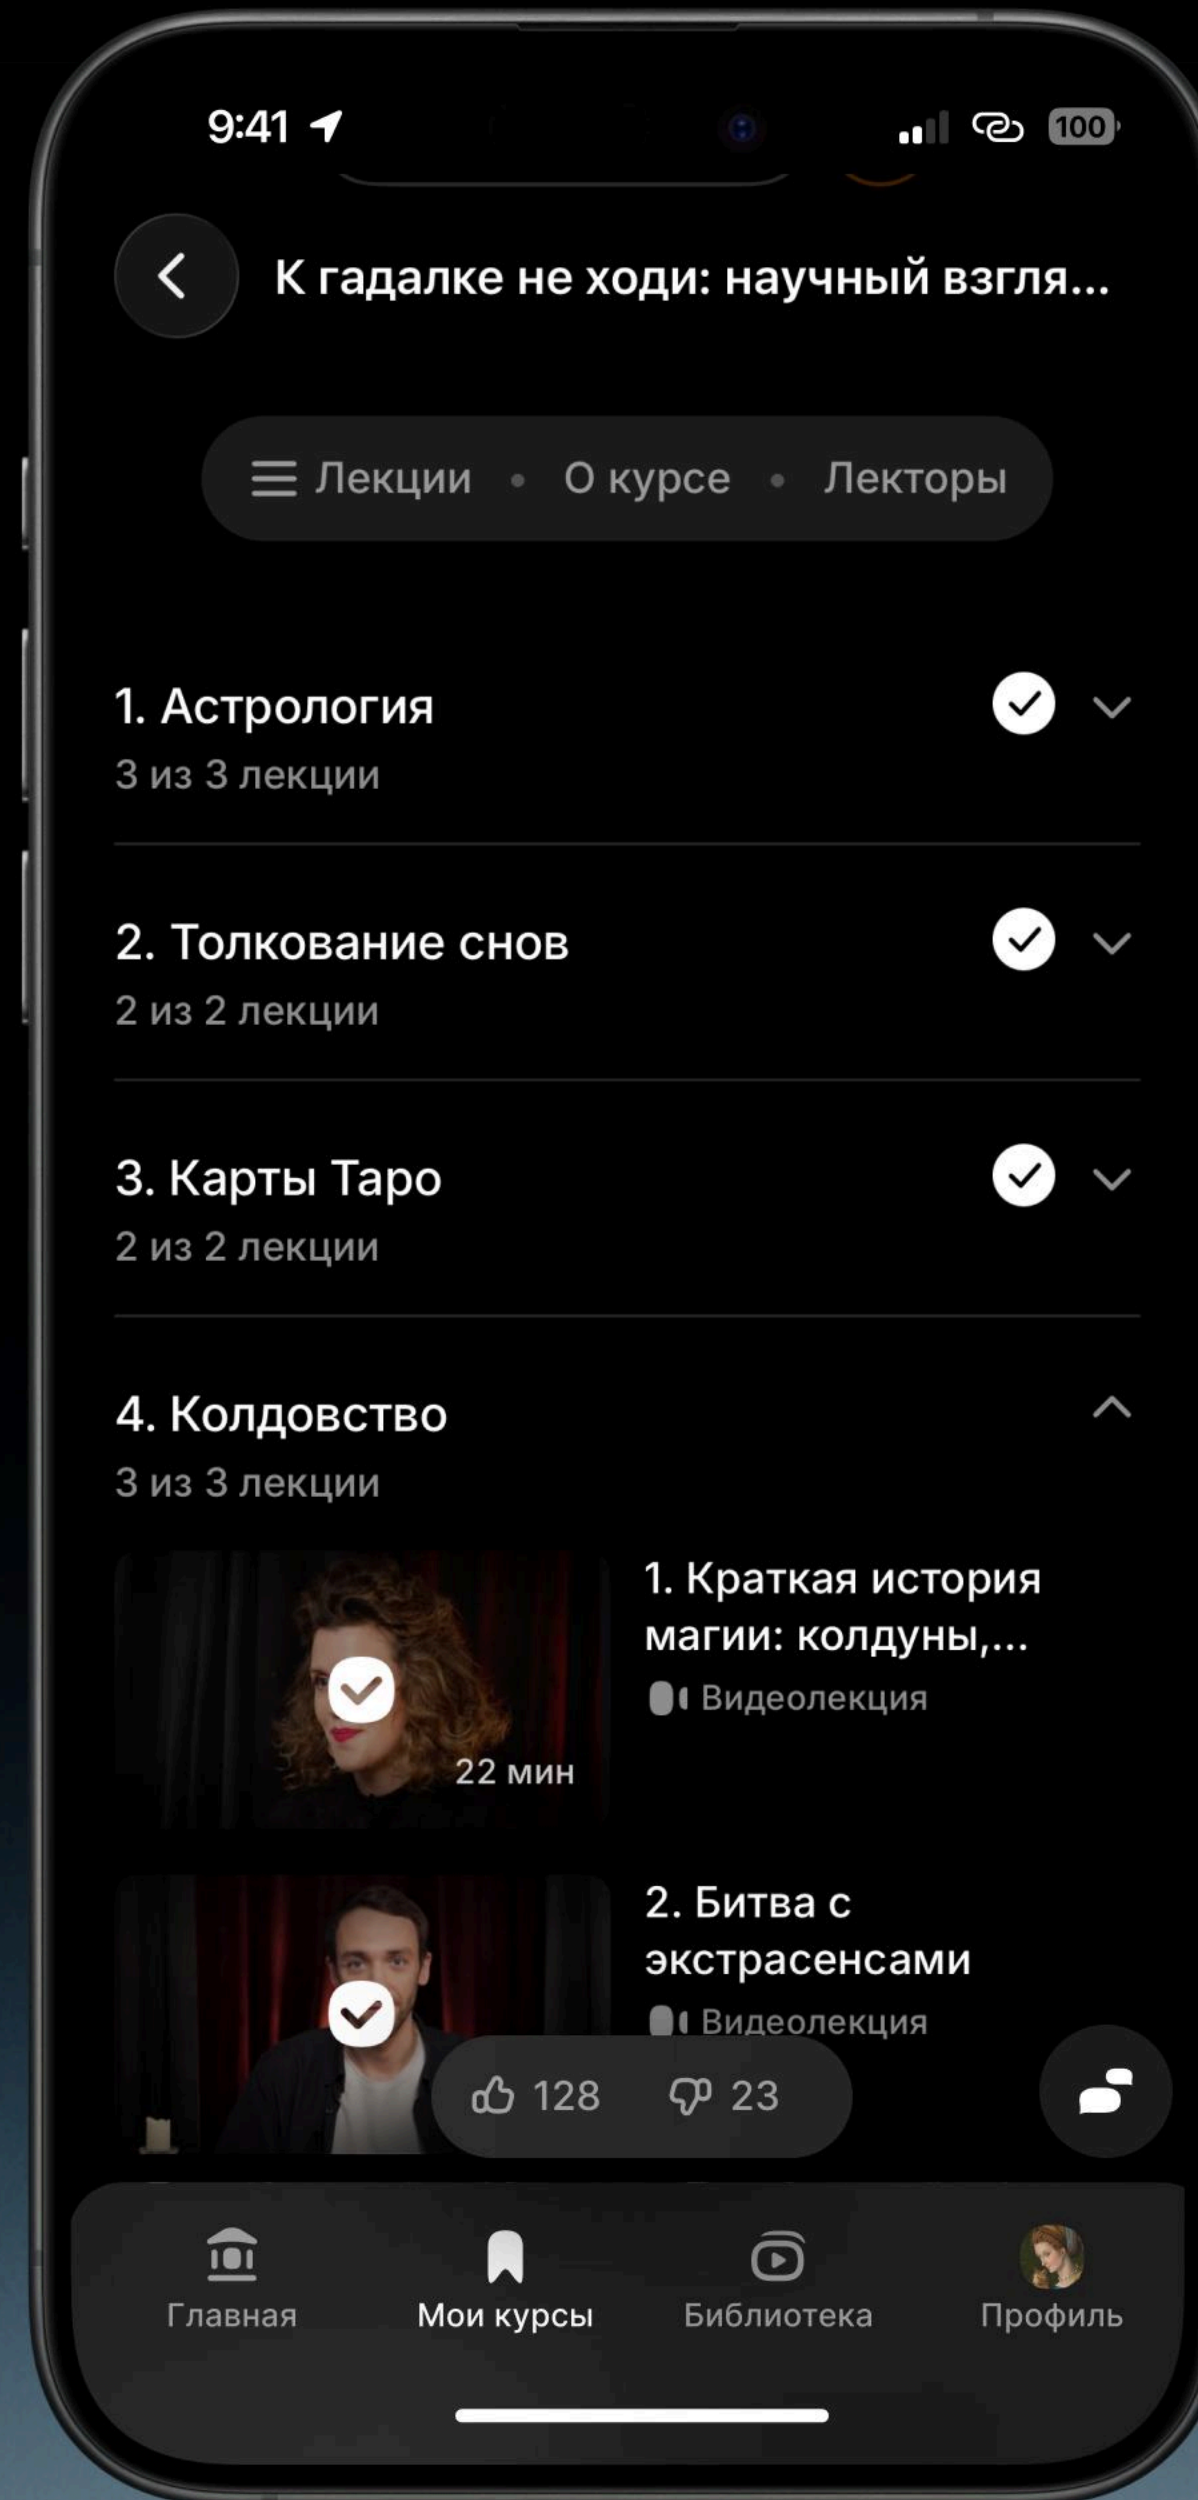 9:41
100
К гадалке не ходи: научный взгля...
Лекции • О курсе • Лекторы
1. Астрология
3 из 3 лекции
2. Толкование снов
2 из 2 лекции
3. Карты Таро
2 из 2 лекции
4. Колдовство
3 из 3 лекции
1. Краткая история
магии: колдуны,...
Видеолекция
22 мин
2. Битва с
экстрасенсами
Видеолекция
128 23
Главная Мои курсы Библиотека Профиль